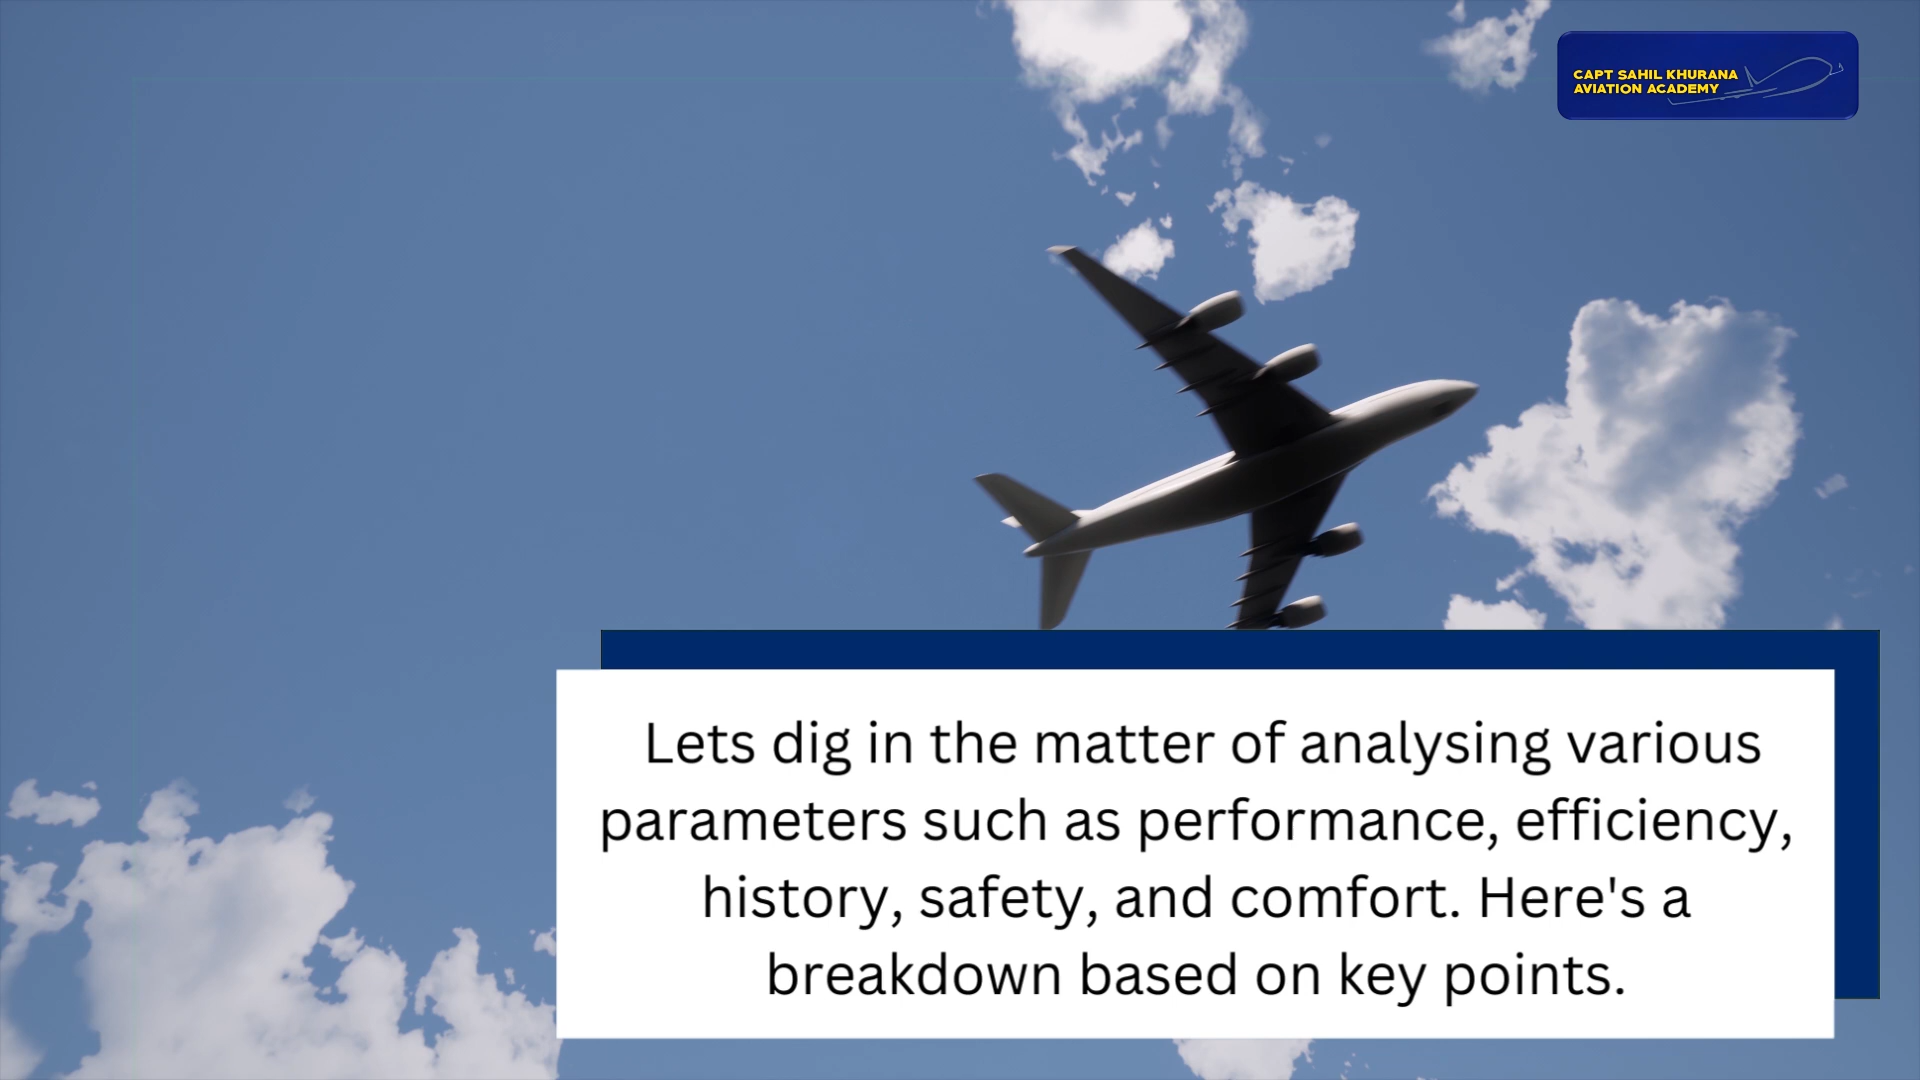 CAPT SAHIL KHURANA
AVIATION ACADEMY
Lets dig in the matter of analysing various
parameters such as performance, efficiency,
history, safety, and comfort. Here's a
breakdown based on key points.